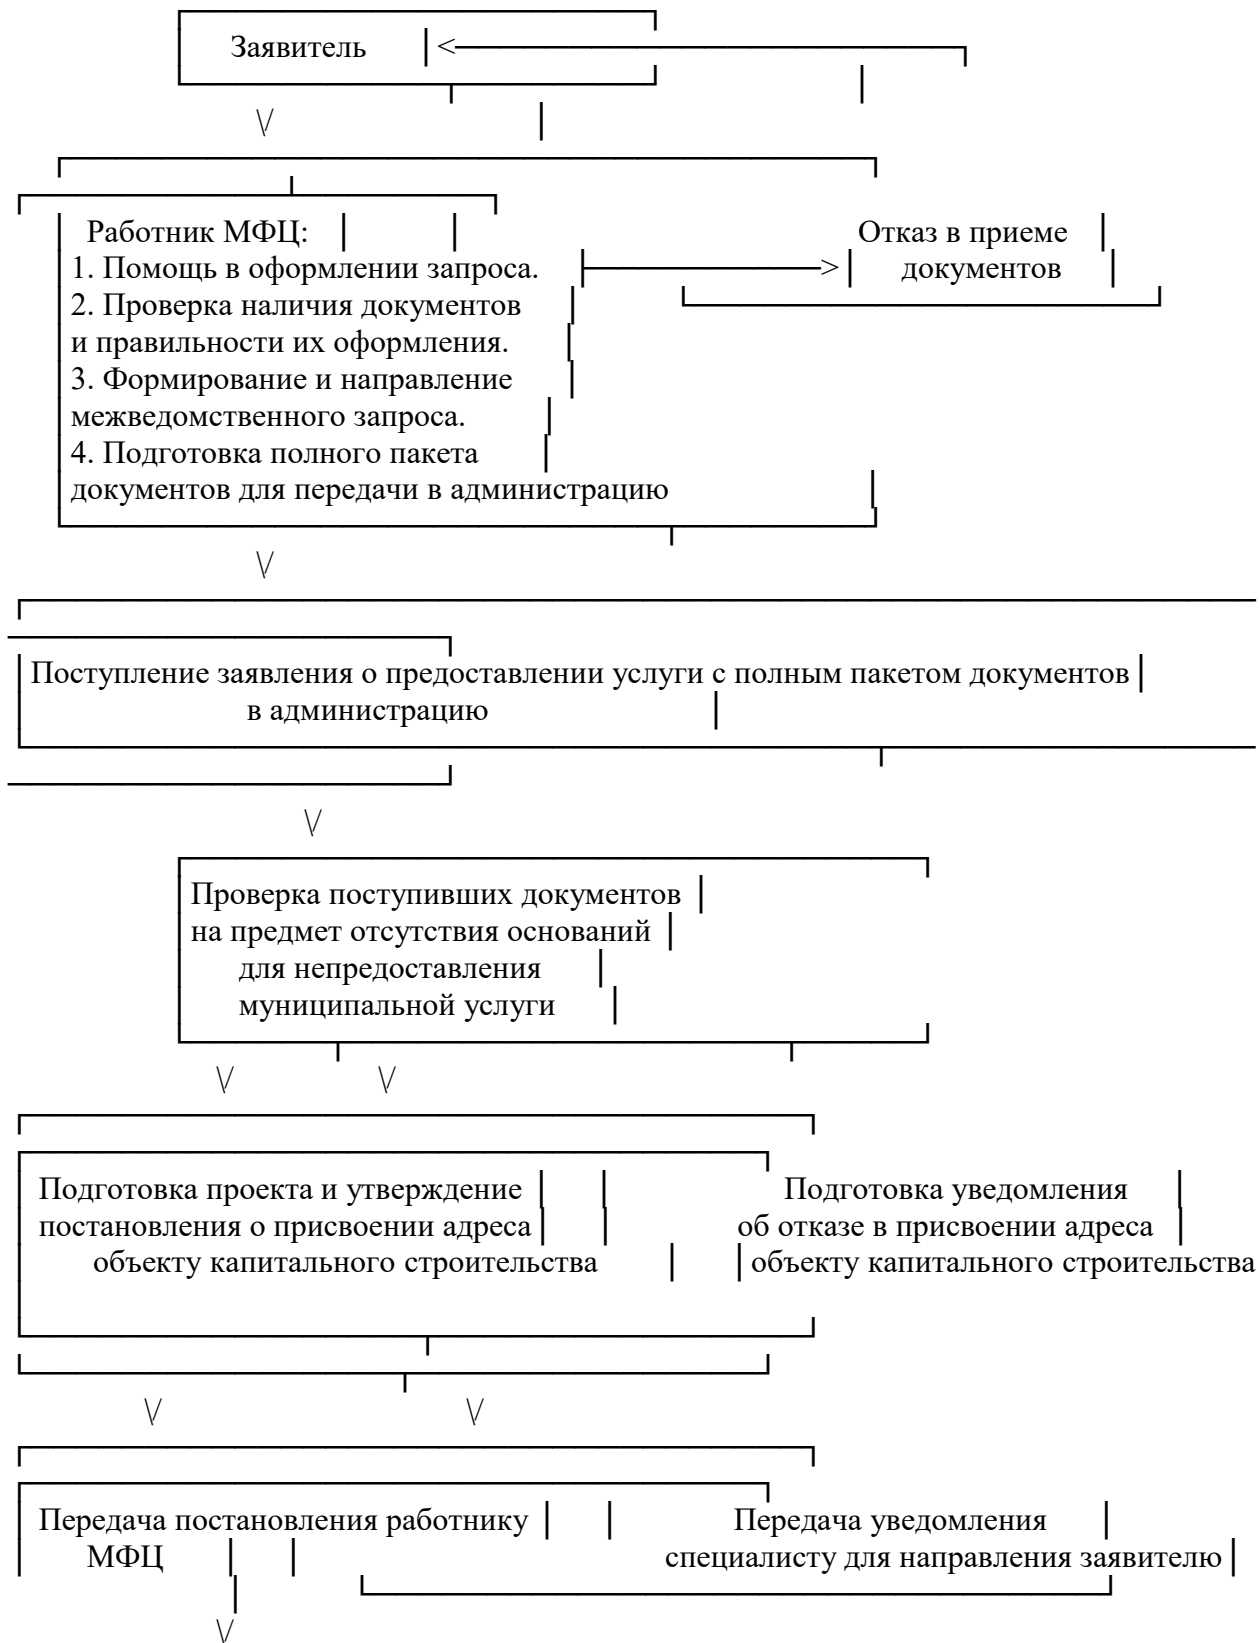 Заявитель
Работник МФЦ:
Отказ в приеме
1. Помощь в оформлении запроса.
документов
2. Проверка наличия документов
и правильности их оформления.
3. Формирование и направление
межведомственного запроса.
4. Подготовка полного пакета
документов для передачи в администрацию
Поступление заявления о предоставлении услуги с полным пакетом документов
в администрацию
Проверка поступивших документов
на предмет отсутствия оснований
для непредоставления
муниципальной услуги
Подготовка проекта и утверждение
Подготовка уведомления
постановления о присвоении адреса
об отказе в присвоении адреса
объекту капитального строительства
объекту капитального строительства
Передача постановления работнику
Передача уведомления
МФЦ
специалисту для направления заявителю